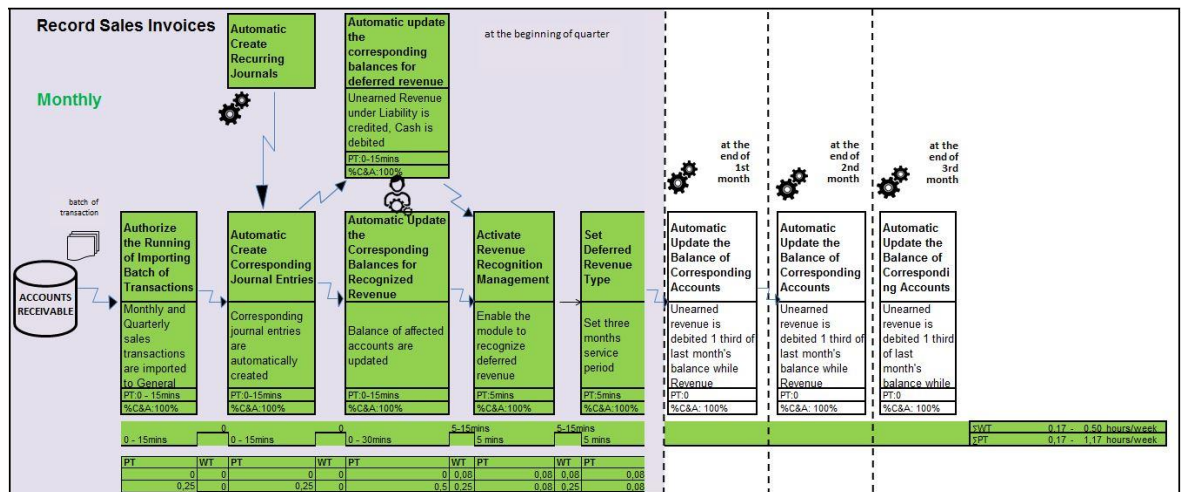 Record Sales Invoices
Monthly
Automatic
Create
Recurring
Journals
Automatic update
the
corresponding
balances for
deferred revenue
Unearned Revenue
under Liability is
credited, Cash is
debited
PT:0-15mins
%C&A:100%
at the beginning of quarter
at the
end of
1st
month
at the
end of
2nd
month
at the
end of
3rd
month
batch of
transaction
ACCOUNTS
RECEIVABLE
Authorize
the Running
of Importing
Batch of
Transactions
Monthly and
Quarterly
sales
transactions
are imported
to General
PT:0 - 15mins
%C&A:100%
Automatic
Create
Corresponding
Journal Entries
Corresponding
journal entries
are
automatically
created
PT:0-15mins
%C&A:100%
Automatic Update
the
Corresponding
Balances for
Recognized
Revenue
Balance of affected
accounts are
updated
PT:0-15mins
%C&A:100%
Activate
Revenue
Recognition
Management
Enable the
module to
recognize
deferred
revenue
PT:5mins
%C&A:100%
Set
Deferred
Revenue
Type
Set three
months
service
period
PT:5mins
%C&A:100%
Automatic
Update the
Balance of
Corresponding
Accounts
Unearned
revenue is
debited 1 third of
last month's
balance while
Revenue
PT:0
%C&A: 100%
Automatic
Update the
Balance of
Corresponding
Accounts
Unearned
revenue is
debited 1 third of
last month's
balance while
Revenue
PT:0
%C&A: 100%
Automatic
Update the
Balance of
Correspondi
ng Accounts
Unearned
revenue is
debited 1 third
of last
month's
balance while
PT:0
%C&A: 100%
0 0 5-15mins 5-15mins
0 - 15mins 0 - 15mins 0 - 30mins 5 mins 5 mins
∑WT 0,17 - 0,50 hours/week
∑PT 0,17 - 1,17 hours/week
PT WT PT WT PT WT PT WT PT
0 0 0 0 0 0,08 0,08 0,08 0,08
0,25 0 0,25 0 0,5 0,25 0,08 0,25 0,08